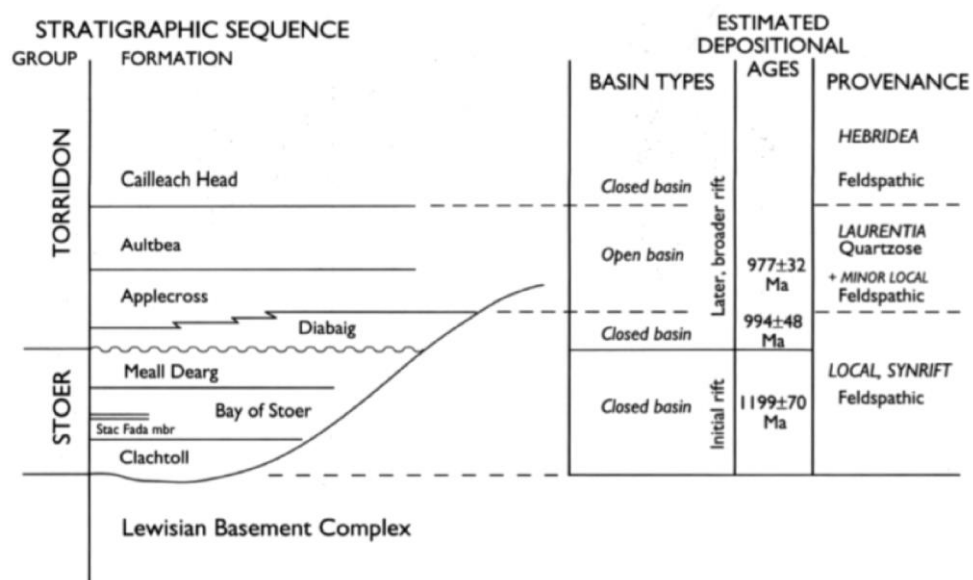 STRATIGRAPHIC SEQUENCE
GROUP
FORMATION
ESTIMATED
DEPOSITIONAL
AGES
BASIN TYPES
PROVENANCE
TORRIDON
Cailleach Head
Aultbea
Applecross
Diabaig
STOER
Meall Dearg
Bay of Stoer
Stac Fada mbr
Clachtoll
Lewisian Basement Complex
Closed basin
Open basin
Closed basin
Closed basin
Later, broader rift
Initial rift
977±32
Ma
994±48
Ma
1199±70
Ma
HEBRIDEA
Feldspathic
LAURENTIA
Quartzose
+ MINOR LOCAL
Feldspathic
LOCAL, SYNRIFT
Feldspathic